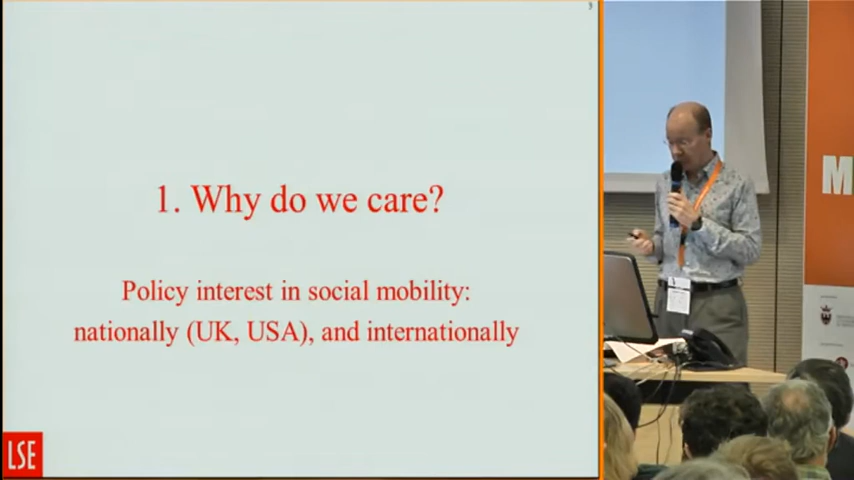 1. Why do we care?
Policy interest in social mobility:
nationally (UK, USA), and internationally
LSE
M